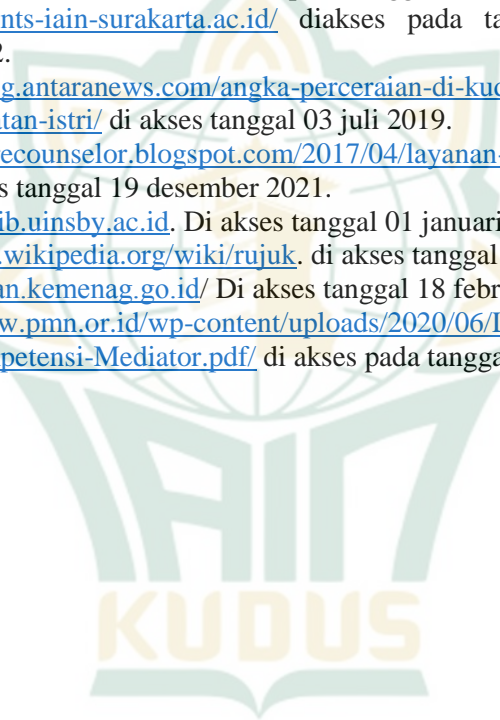 nts-iain-surakarta.ac.id/ diakses pada ta
2.
g.antaranews.com/angka-perceraian-di-kud
atan-istri/ di akses tanggal 03 juli 2019.
recounselor.blogspot.com/2017/04/layanan-
s tanggal 19 desember 2021.
ib.uinsby.ac.id. Di akses tanggal 01 januari
.wikipedia.org/wiki/rujuk. di akses tanggal
an.kemenag.go.id/ Di akses tanggal 18 febr
w.pmn.or.id/wp-content/uploads/2020/06/
petensi-Mediator.pdf/ di akses pada tangga
IAIN
KUDUS